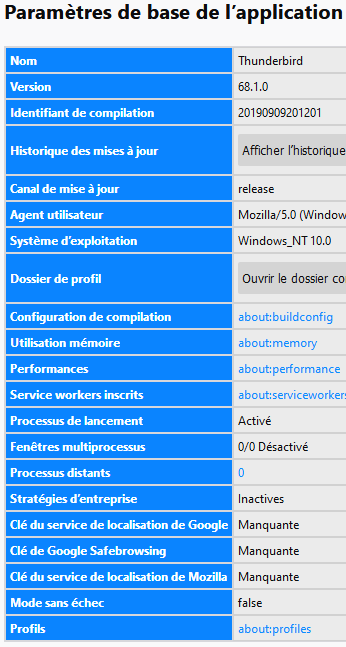 Paramètres de base de l’application
Nom Thunderbird
Version 68.1.0
Identifiant de compilation 20190909201201
Historique des mises à jour Afficher l’historique
Canal de mise à jour release
Agent utilisateur Mozilla/5.0 (Window
Système d’exploitation Windows_NT 10.0
Dossier de profil Ouvrir le dossier co
Configuration de compilation about:buildconfig
Utilisation mémoire about:memory
Performances about:performance
Service workers inscrits about:serviceworkers
Processus de lancement Activé
Fenêtres multiprocessus 0/0 Désactivé
Processus distants 0
Stratégies d’entreprise Inactives
Clé du service de localisation de Google Manquante
Clé de Google Safebrowsing Manquante
Clé du service de localisation de Mozilla Manquante
Mode sans échec false
Profils about:profiles